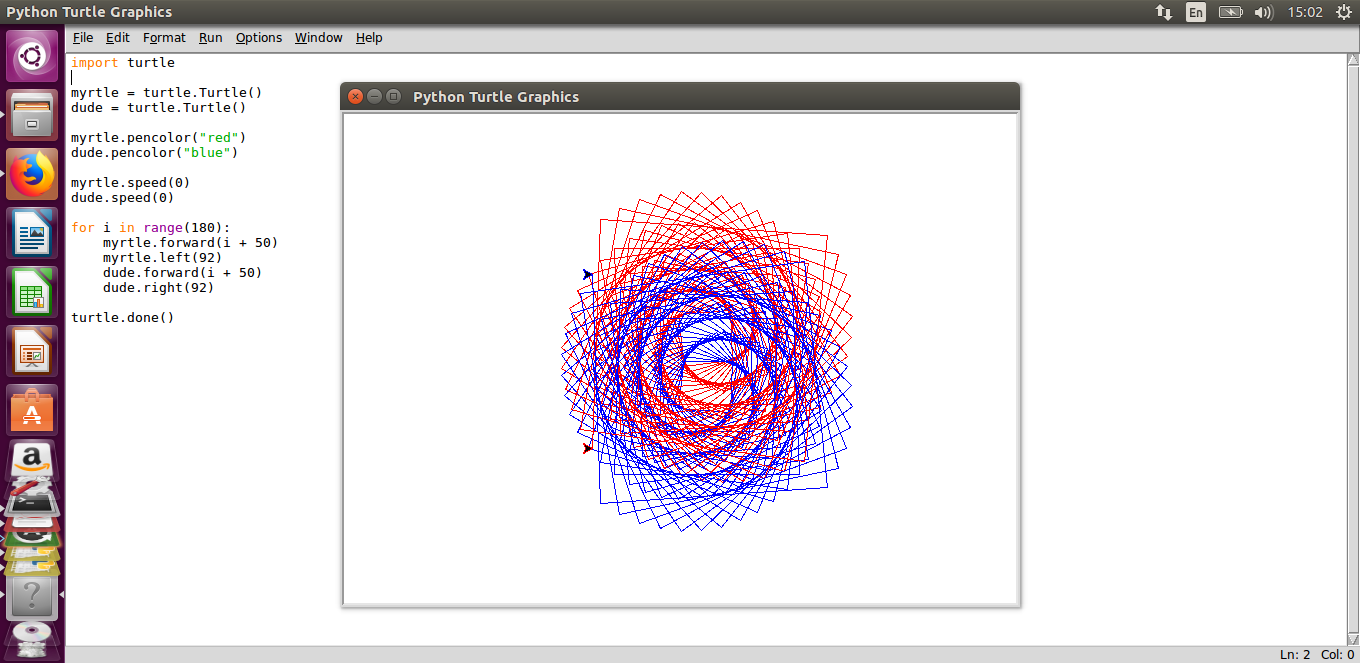 Python Turtle Graphics
En
15:02
File Edit Format Run Options Window Help
import turtle
myrtle = turtle.Turtle()
dude = turtle.Turtle()
myrtle.pencolor("red")
dude.pencolor("blue")
myrtle.speed(0)
dude.speed(0)
for i in range(180):
    myrtle.forward(i + 50)
    myrtle.left(92)
    dude.forward(i + 50)
    dude.right(92)
turtle.done()
Python Turtle Graphics
Ln: 2 Col: 0